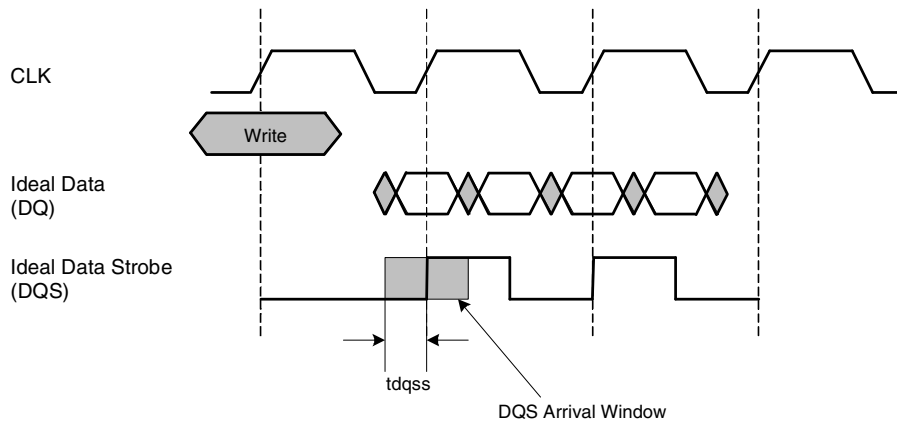 CLK
Write
Ideal Data
(DQ)
Ideal Data Strobe
(DQS)
tdqss
DQS Arrival Window